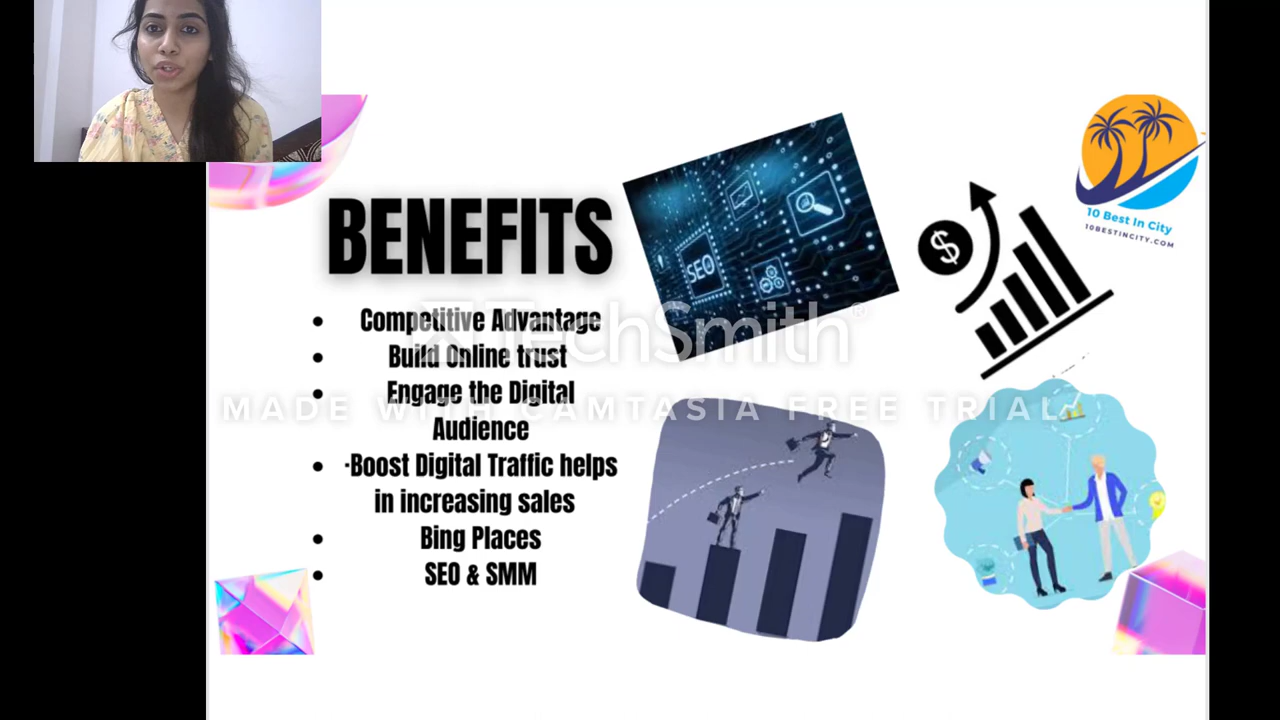 BENEFITS
• Competitive Advantage
• Build Online trust
• Engage the Digital
Audience
• ·Boost Digital Traffic helps
in increasing sales
• Bing Places
• SEO & SMM
SEO
$
10 Best In City
10BESTINCITY.COM
TechSmith®
MADE WITH CAMTASIA FREE TRIAL